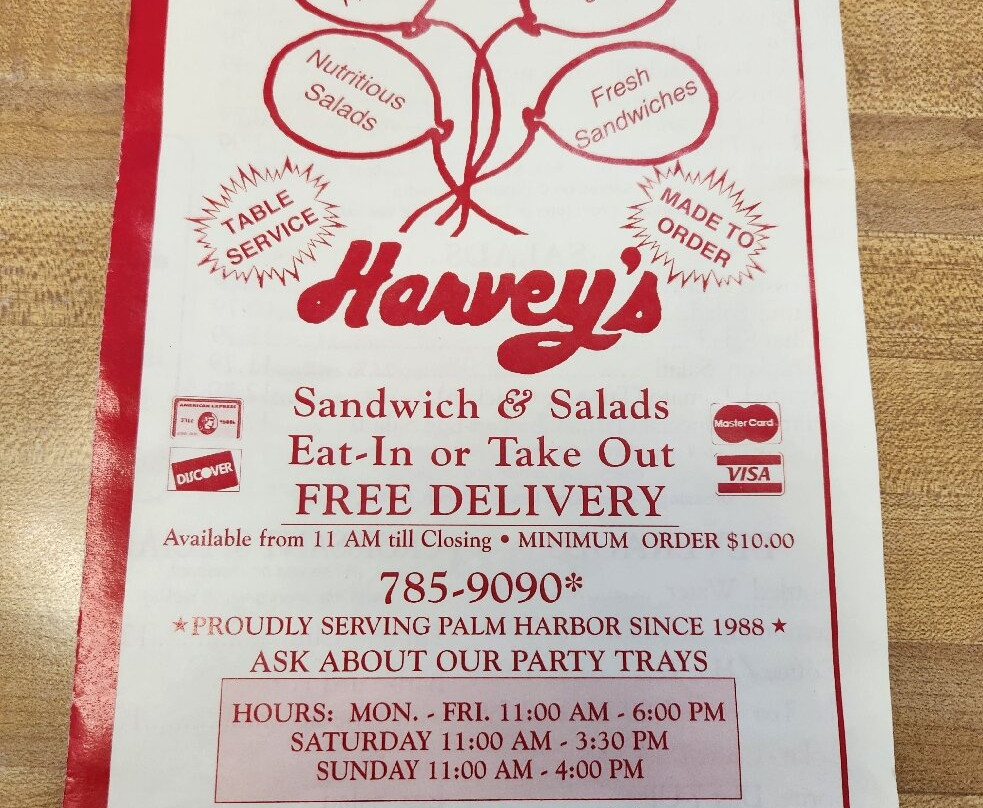 Nutritious
Salads
Fresh
Sandwiches
TABLE
SERVICE
MADE TO
ORDER
Harvey's
Sandwich & Salads
Eat-In or Take Out
FREE DELIVERY
AMERICAN EXPRESS
DISCOVER
MasterCard
VISA
Available from 11 AM till Closing • MINIMUM ORDER $10.00
785-9090*
★PROUDLY SERVING PALM HARBOR SINCE 1988★
ASK ABOUT OUR PARTY TRAYS
HOURS: MON. - FRI. 11:00 AM - 6:00 PM
SATURDAY 11:00 AM - 3:30 PM
SUNDAY 11:00 AM - 4:00 PM